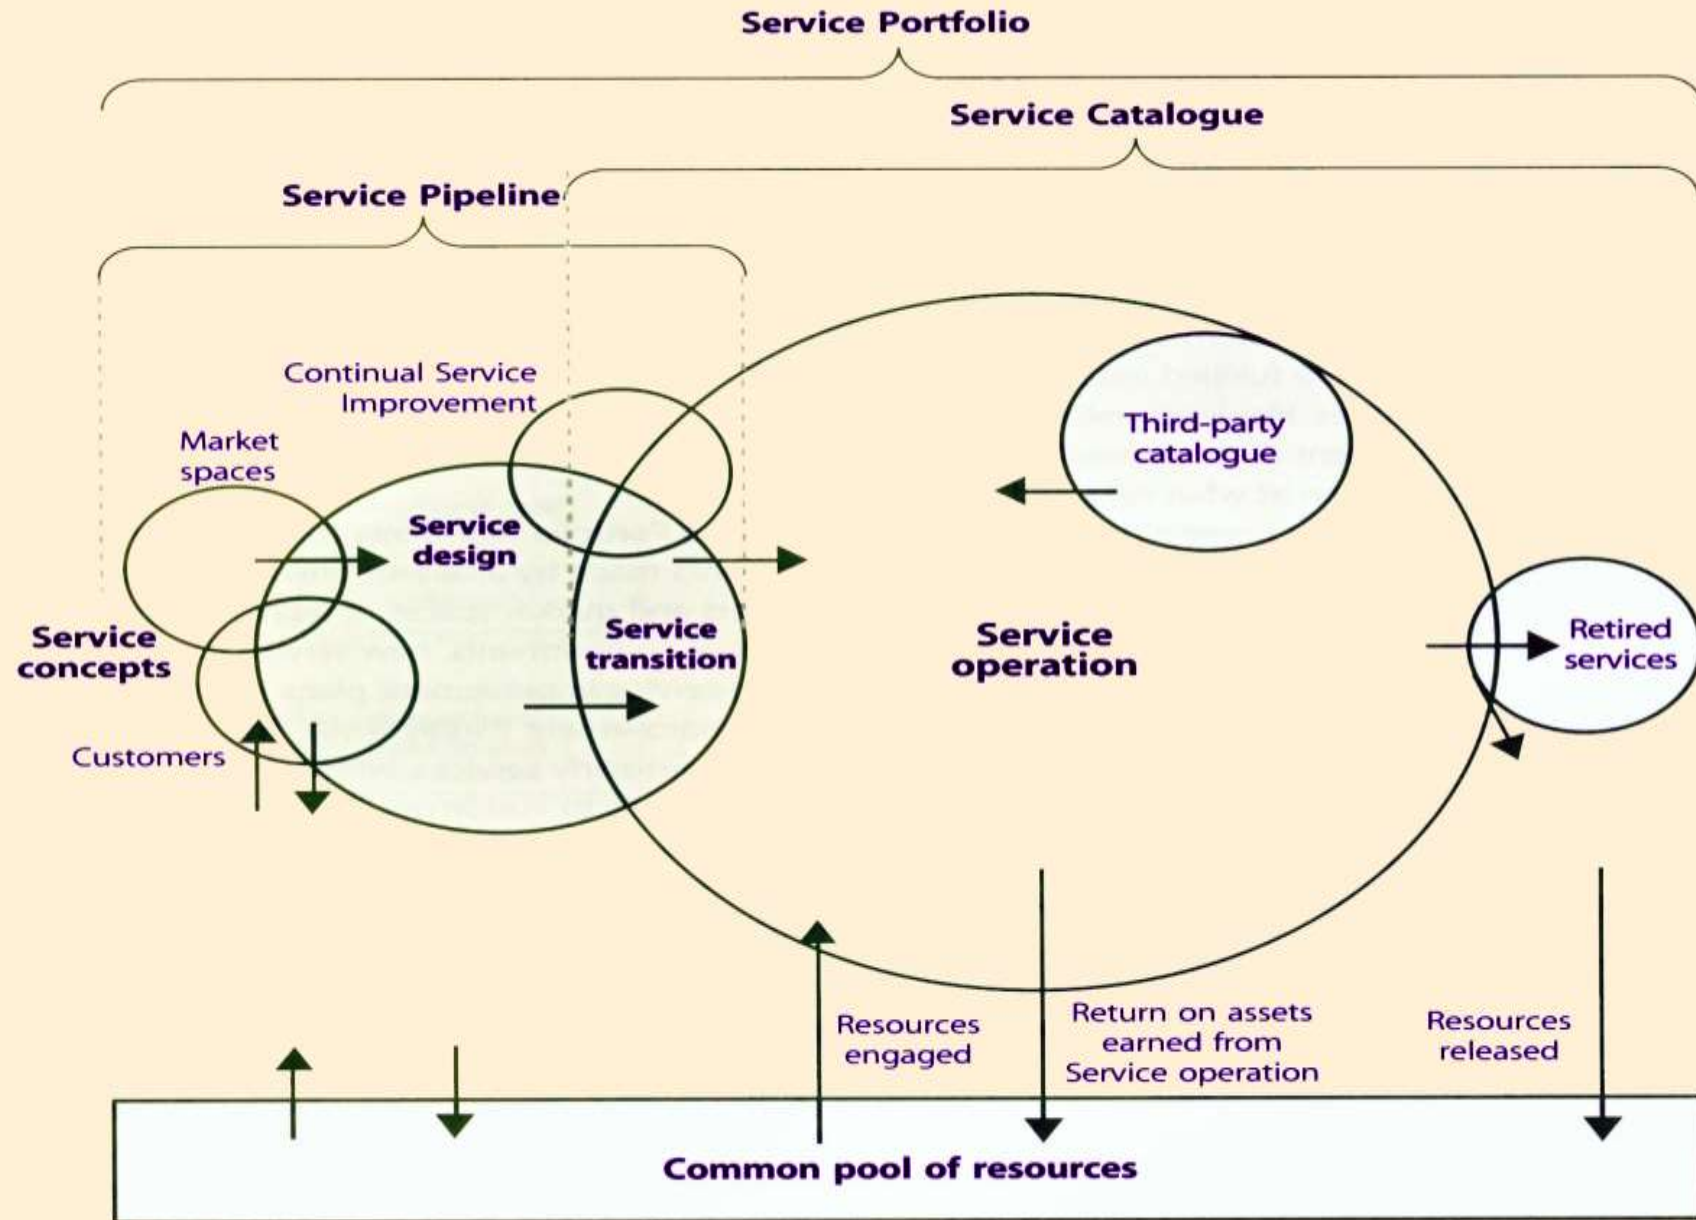 Service Portfolio
Service Catalogue
Service Pipeline
Continual Service
Improvement
Market
spaces
Service
design
Third-party
catalogue
Service
concepts
Service
transition
Service
operation
Retired
services
Customers
Resources
engaged
Return on assets
earned from
Service operation
Resources
released
Common pool of resources